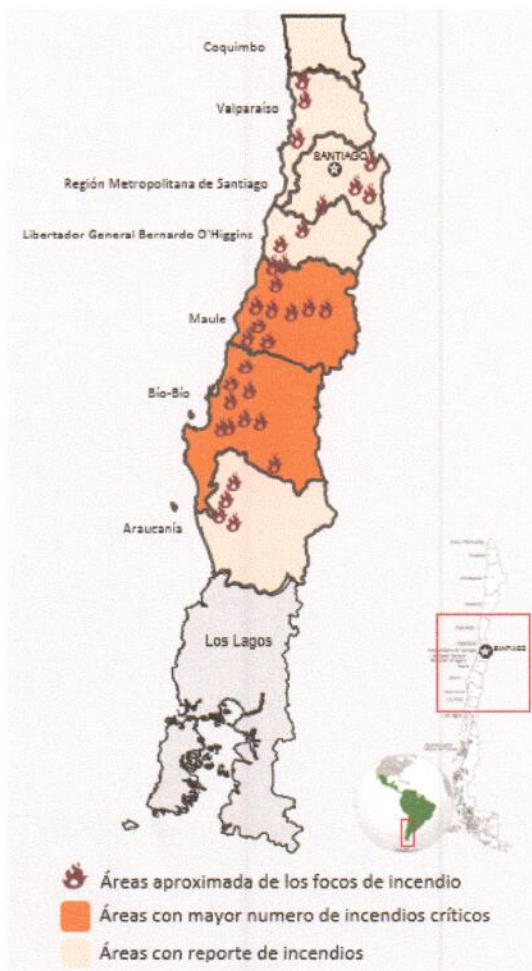 Coquimbo
Valparaíso
SANTIAGO
Región Metropolitana de Santiago
Libertador General Bernardo O'Higgins
Maule
Bío-Bío
Araucanía
Los Lagos
SANTIAGO
Áreas aproximada de los focos de incendio
Áreas con mayor numero de incendios críticos
Áreas con reporte de incendios